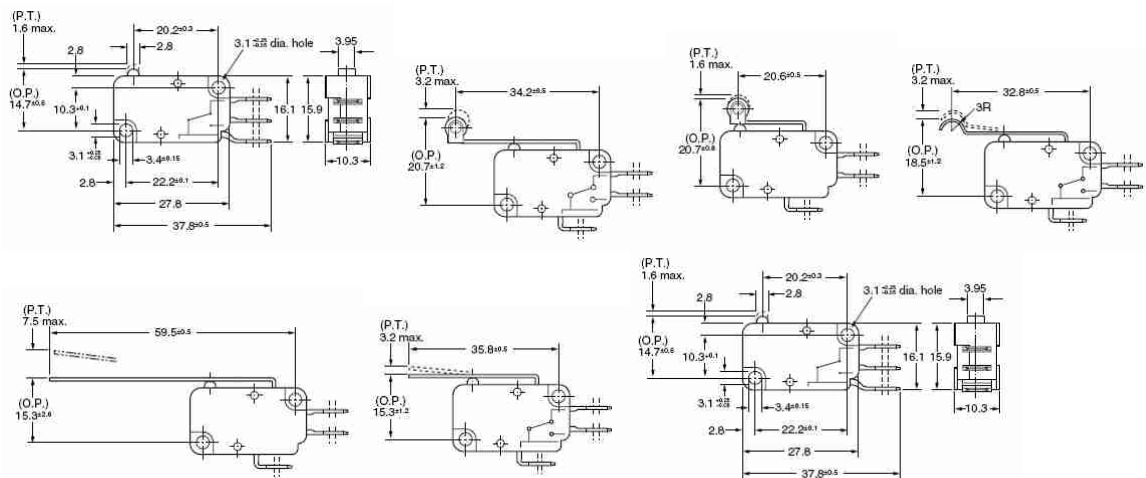 (P.T.)
1.6 max.
20.2±0.3
3.1 dia. hole
2.8
2.8
3.95
(O.P.)
14.7±0.6
10.3±0.1
16.1
15.9
3.1
3.4±0.15
10.3
2.8
22.2±0.1
27.8
37.8±0.5
(P.T.)
3.2 max.
34.2±0.5
(O.P.)
20.7±1.2
(P.T.)
1.6 max.
20.6±0.5
(O.P.)
20.7±0.6
(P.T.)
3.2 max.
32.8±0.5
3R
(O.P.)
18.5±1.2
(P.T.)
7.5 max.
59.5±0.5
(O.P.)
15.3±2.6
(P.T.)
3.2 max.
35.8±0.5
(O.P.)
15.3±1.2
(P.T.)
1.6 max.
20.2±0.3
3.1 dia. hole
2.8
2.8
3.95
(O.P.)
14.7±0.6
10.3±0.1
16.1
15.9
3.1
3.4±0.15
10.3
2.8
22.2±0.1
27.8
37.8±0.5